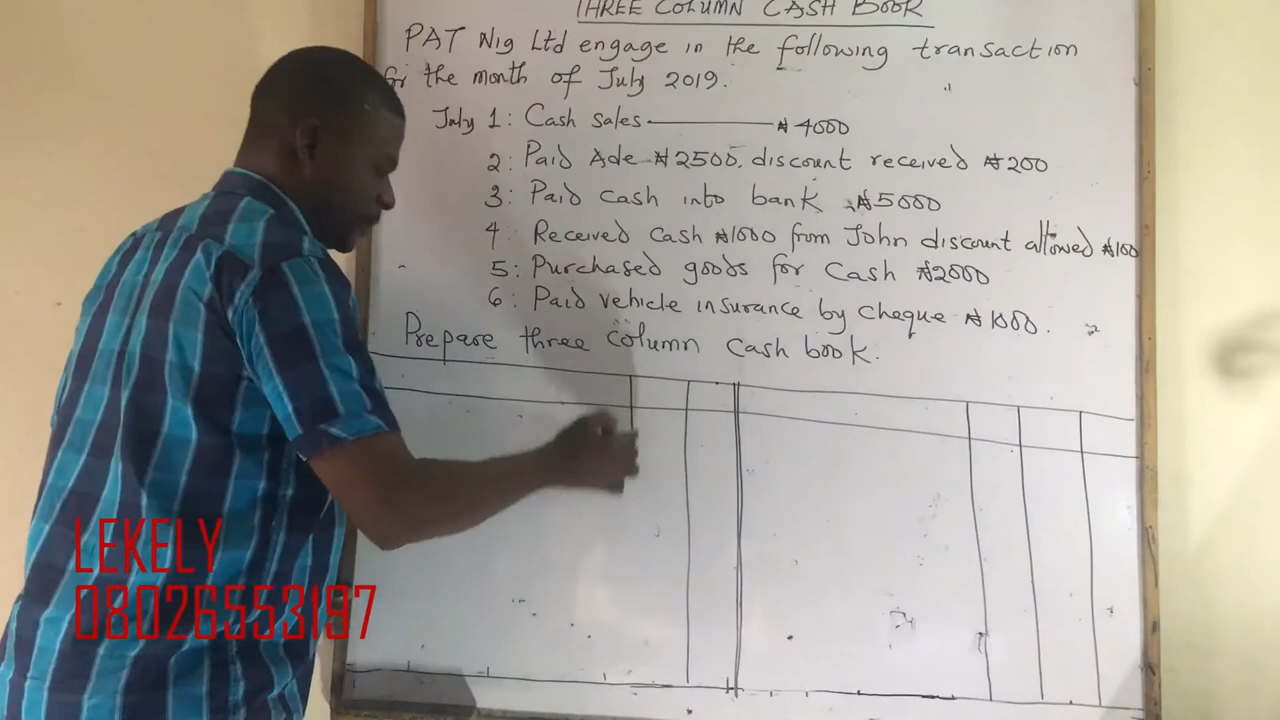 THREE COLUMN CASH BOOK
PAT Nig Ltd engage in the following transaction
for the month of July 2019.
July 1: Cash sales ₦4000
2: Paid Ade ₦2500. discount received ₦200
3: Paid cash into bank ₦5000
4 Received cash ₦1000 from John discount allowed ₦100
5: Purchased goods for Cash ₦2000
6: Paid vehicle insurance by cheque ₦1000.
Prepare three column cash book.
LEKELY
08026553197